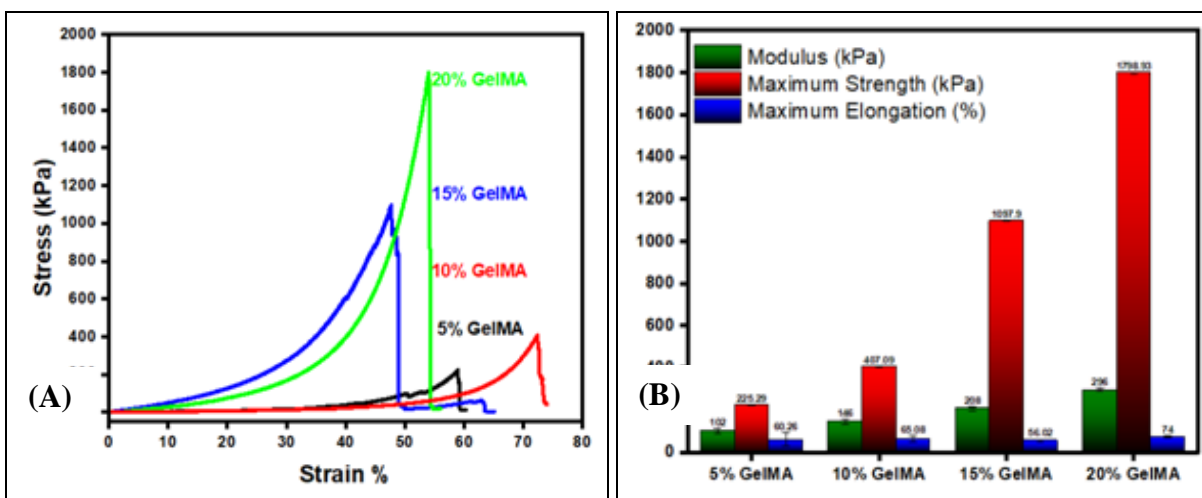 2000
1800
1600
1400
1200
1000
800
600
400
0
Stress (kPa)
20% GelMA
15% GelMA
10% GelMA
5% GelMA
(A)
0 10 20 30 40 50 60 70 80
Strain %
2000
1800
1600
1400
1200
1000
800
600
0
Modulus (kPa)
Maximum Strength (kPa)
Maximum Elongation (%)
(B)
102 225.29 60.26
146 407.09 65.08
208 1097.9 56.02
296 1798.93 74
5% GelMA 10% GelMA 15% GelMA 20% GelMA